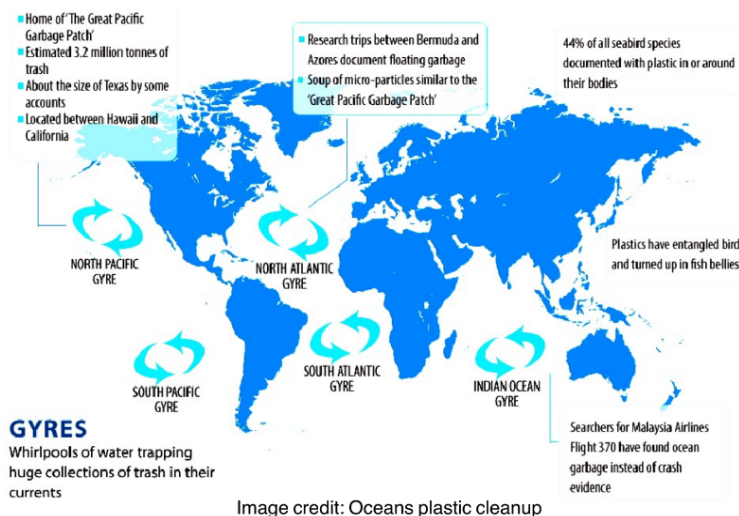 Home of 'The Great Pacific
Garbage Patch'
Estimated 3.2 million tonnes of
trash
About the size of Texas by some
accounts
Located between Hawaii and
California
Research trips between Bermuda and
Azores document floating garbage
Soup of micro-particles similar to the
'Great Pacific Garbage Patch'
44% of all seabird species
documented with plastic in or around
their bodies
NORTH PACIFIC
GYRE
NORTH ATLANTIC
GYRE
Plastics have entangled bird
and turned up in fish bellies
SOUTH PACIFIC
GYRE
SOUTH ATLANTIC
GYRE
INDIAN OCEAN
GYRE
GYRES
Whirlpools of water trapping
huge collections of trash in their
currents
Searchers for Malaysia Airlines
Flight 370 have found ocean
garbage instead of crash
evidence
Image credit: Oceans plastic cleanup